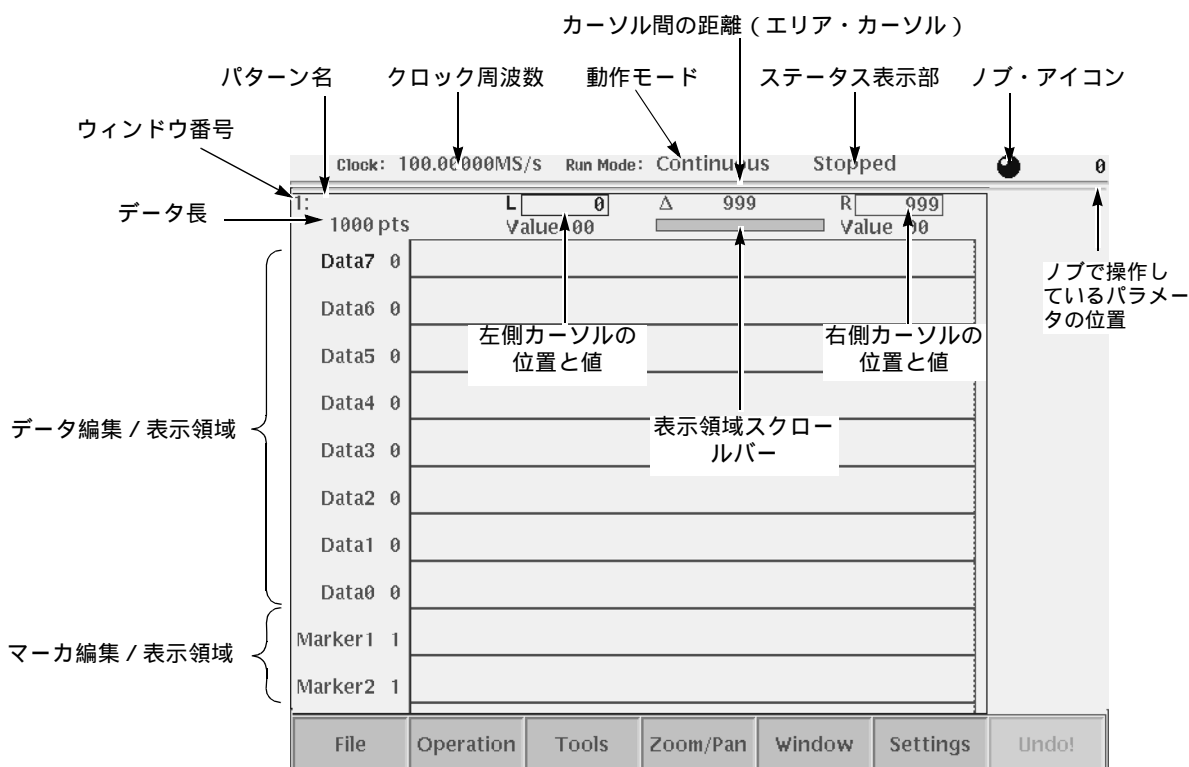 カーソル間の距離 ( エリア・カーソル )
パターン名
クロック周波数
動作モード
ステータス表示部
ノブ・アイコン
ウィンドウ番号
Clock: 100.00000MS/s Run Mode: Continuous Stopped 0
1: L 0 Δ 999 R 999
データ長
1000 pts Value 00 Value 00
Data7 0
ノブで操作し
ているパラメー
タの位置
Data6 0
左側カーソルの
位置と値
右側カーソルの
位置と値
Data5 0
Data4 0
データ編集 / 表示領域
表示領域スクロー
ルバー
Data3 0
Data2 0
Data1 0
Data0 0
Marker1 1
マーカ編集 / 表示領域
Marker2 1
File Operation Tools Zoom/Pan Window Settings Undo!